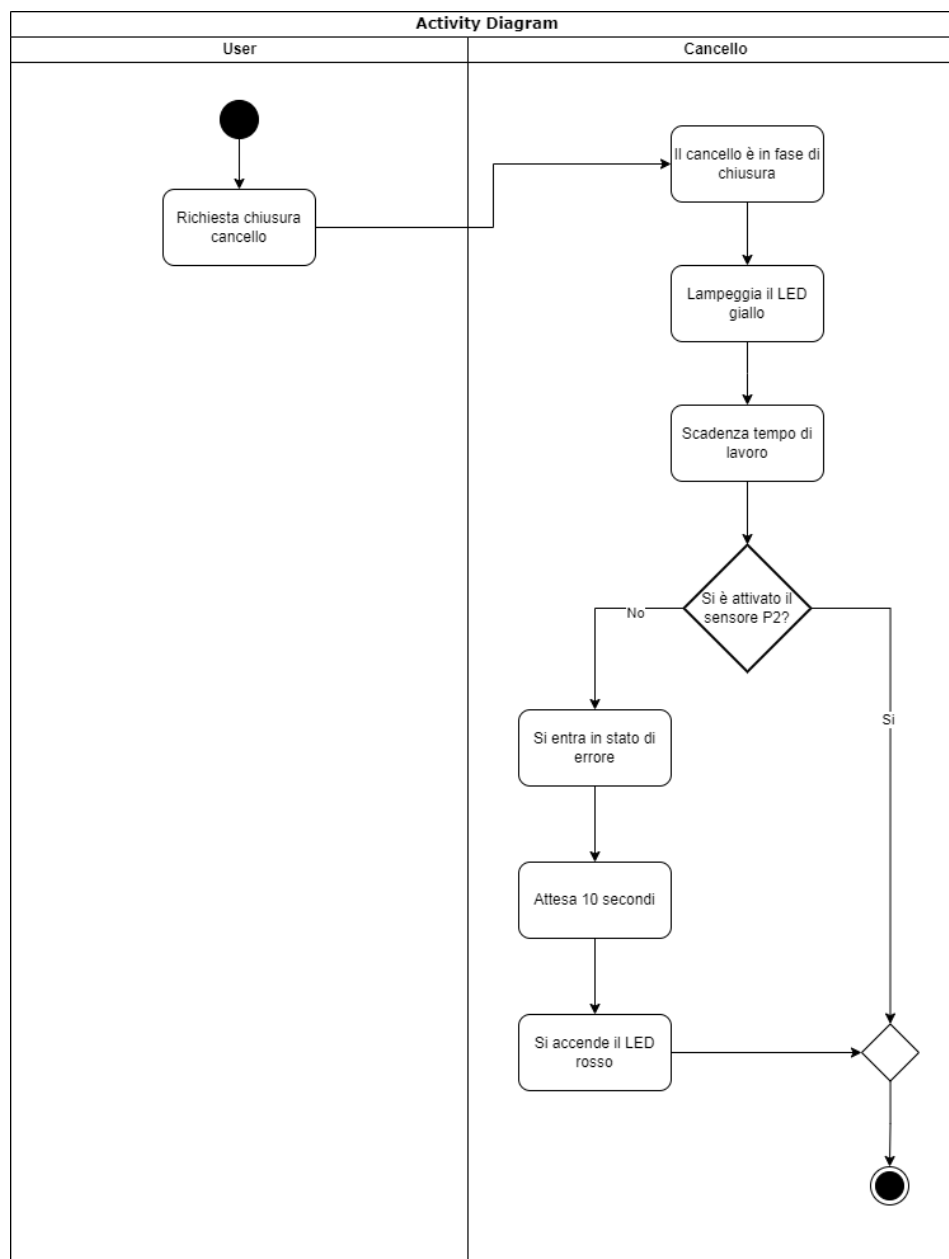 Activity Diagram
User
Cancello
Richiesta chiusura
cancello
Il cancello è in fase di
chiusura
Lampeggia il LED
giallo
Scadenza tempo di
lavoro
Si è attivato il
sensore P2?
No
Si
Si entra in stato di
errore
Attesa 10 secondi
Si accende il LED
rosso